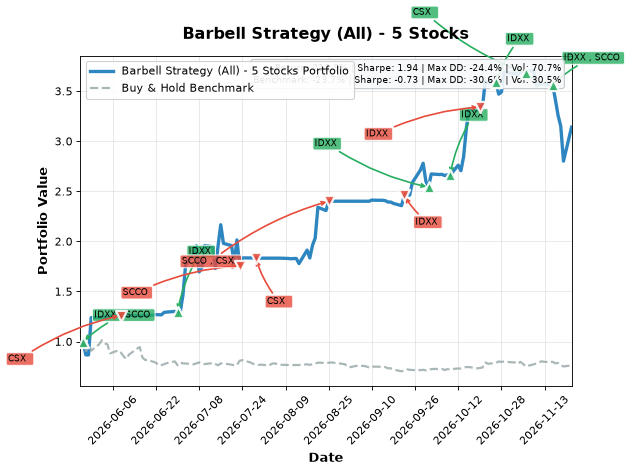 CSX
Barbell Strategy (All) - 5 Stocks
IDXX
IDXX , SCCO
Sharpe: 1.94 | Max DD: -24.4% | Vol: 70.7%
Sharpe: -0.73 | Max DD: -30.6% | Vol: 30.5%
Barbell Strategy (All) - 5 Stocks Portfolio
Buy & Hold Benchmark
IDXX
IDXX
IDXX
IDXX
IDXX
SCCO , CSX
SCCO
CSX
IDXX
SCCO
CSX
Portfolio Value
3.5
3.0
2.5
2.0
1.5
1.0
2026-06-06
2026-06-22
2026-07-08
2026-07-24
2026-08-09
2026-08-25
2026-09-10
2026-09-26
2026-10-12
2026-10-28
2026-11-13
Date